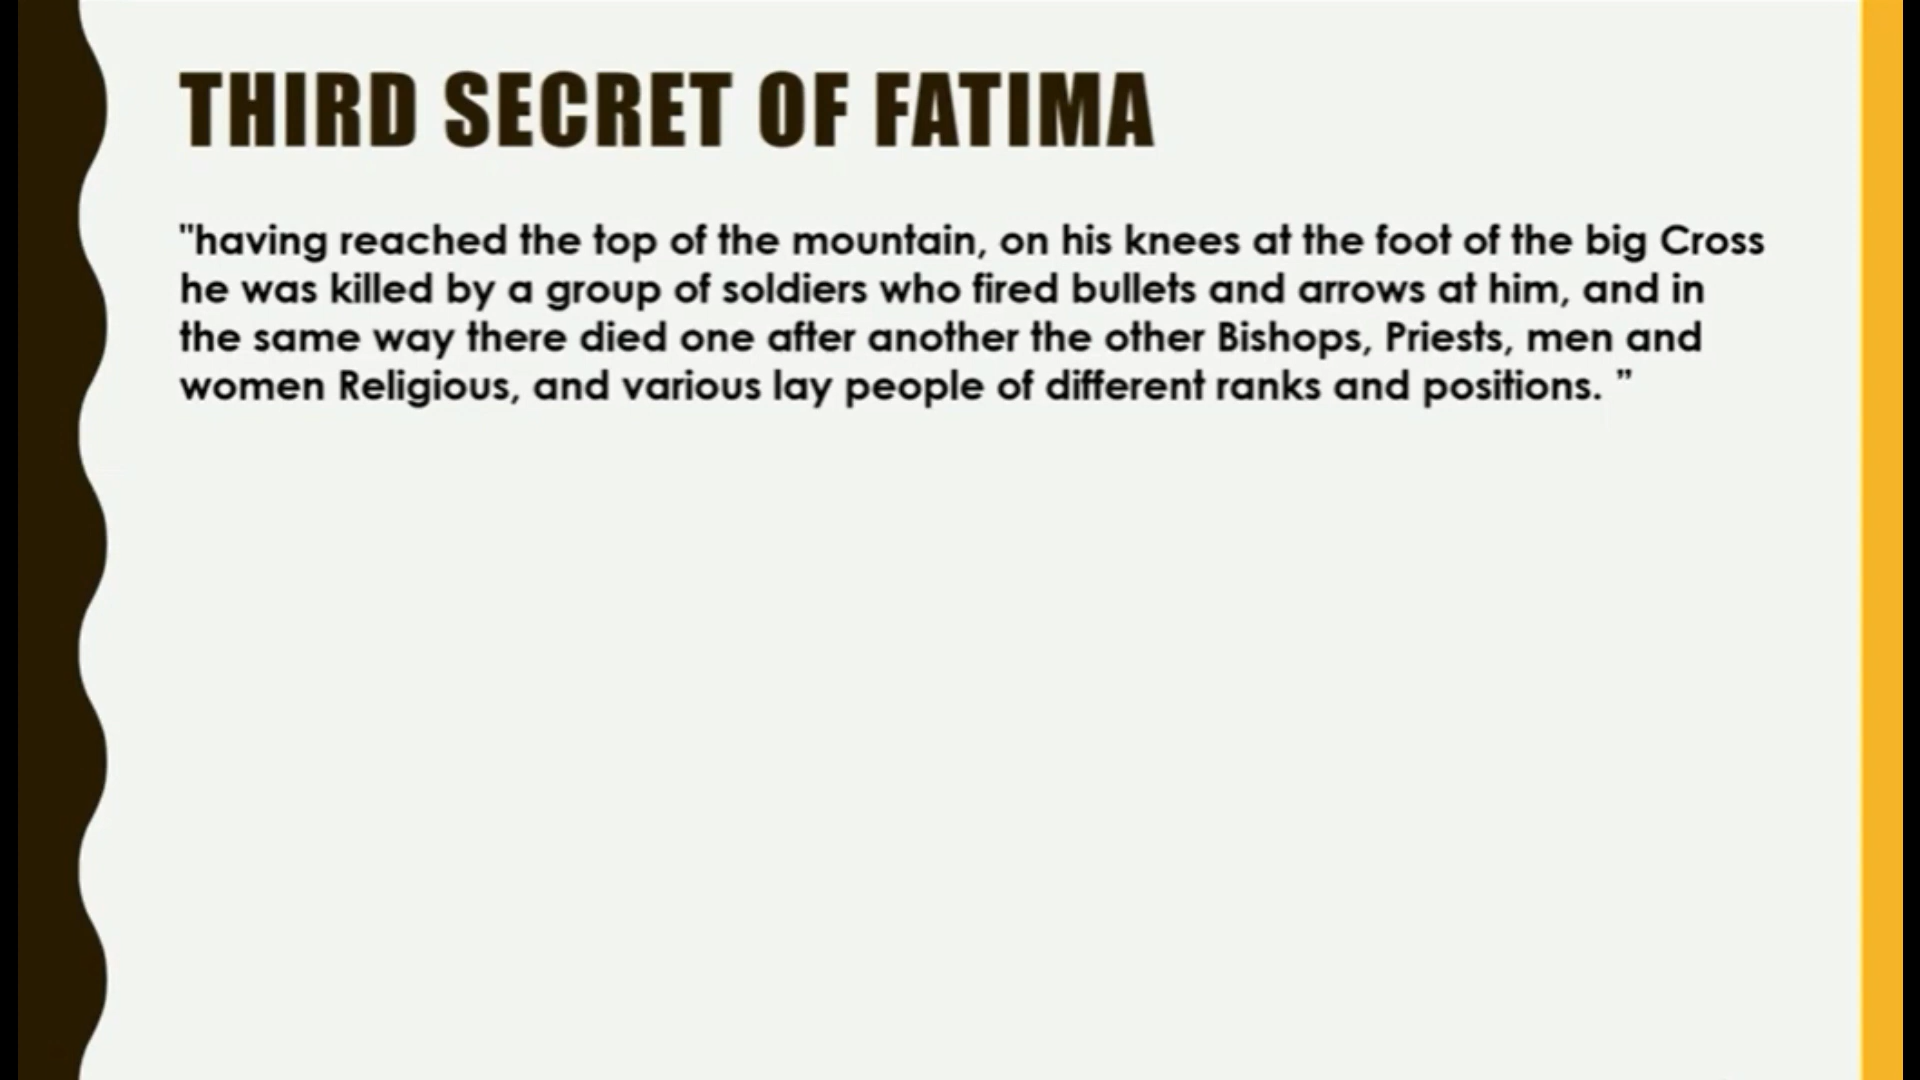 THIRD SECRET OF FATIMA
"having reached the top of the mountain, on his knees at the foot of the big Cross
he was killed by a group of soldiers who fired bullets and arrows at him, and in
the same way there died one after another the other Bishops, Priests, men and
women Religious, and various lay people of different ranks and positions. ”